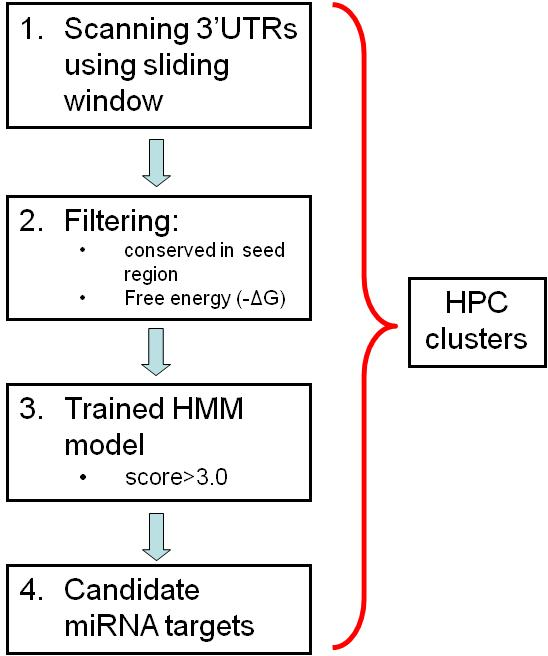 1. Scanning 3’UTRs
using sliding
window
2. Filtering:
• conserved in seed
region
• Free energy (-ΔG)
3. Trained HMM
model
• score>3.0
4. Candidate
miRNA targets
HPC
clusters